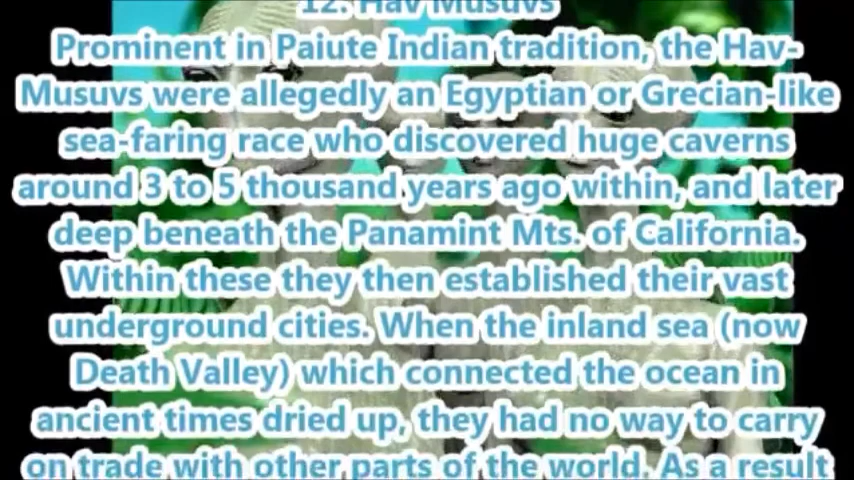 12. Hav Musuvs
Prominent in Paiute Indian tradition, the Hav-
Musuvs were allegedly an Egyptian or Grecian-like
sea-faring race who discovered huge caverns
around 3 to 5 thousand years ago within, and later
deep beneath the Panamint Mts. of California.
Within these they then established their vast
underground cities. When the inland sea (now
Death Valley) which connected the ocean in
ancient times dried up, they had no way to carry
on trade with other parts of the world. As a result